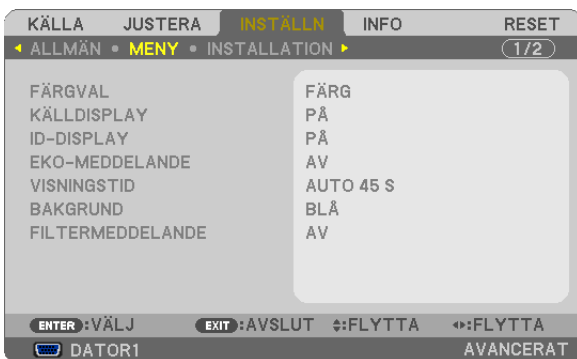 KÄLLA JUSTERA INSTÄLLN INFO RESET
ALLMÄN • MENY • INSTALLATION (1/2)
FÄRGVAL FÄRG
KÄLLDISPLAY PÅ
ID-DISPLAY PÅ
EKO-MEDDELANDE AV
VISNINGSTID AUTO 45 S
BAKGRUND BLÅ
FILTERMEDDELANDE AV
ENTER :VÄLJ EXIT :AVSLUT :FLYTTA :FLYTTA
DATOR1 AVANCERAT